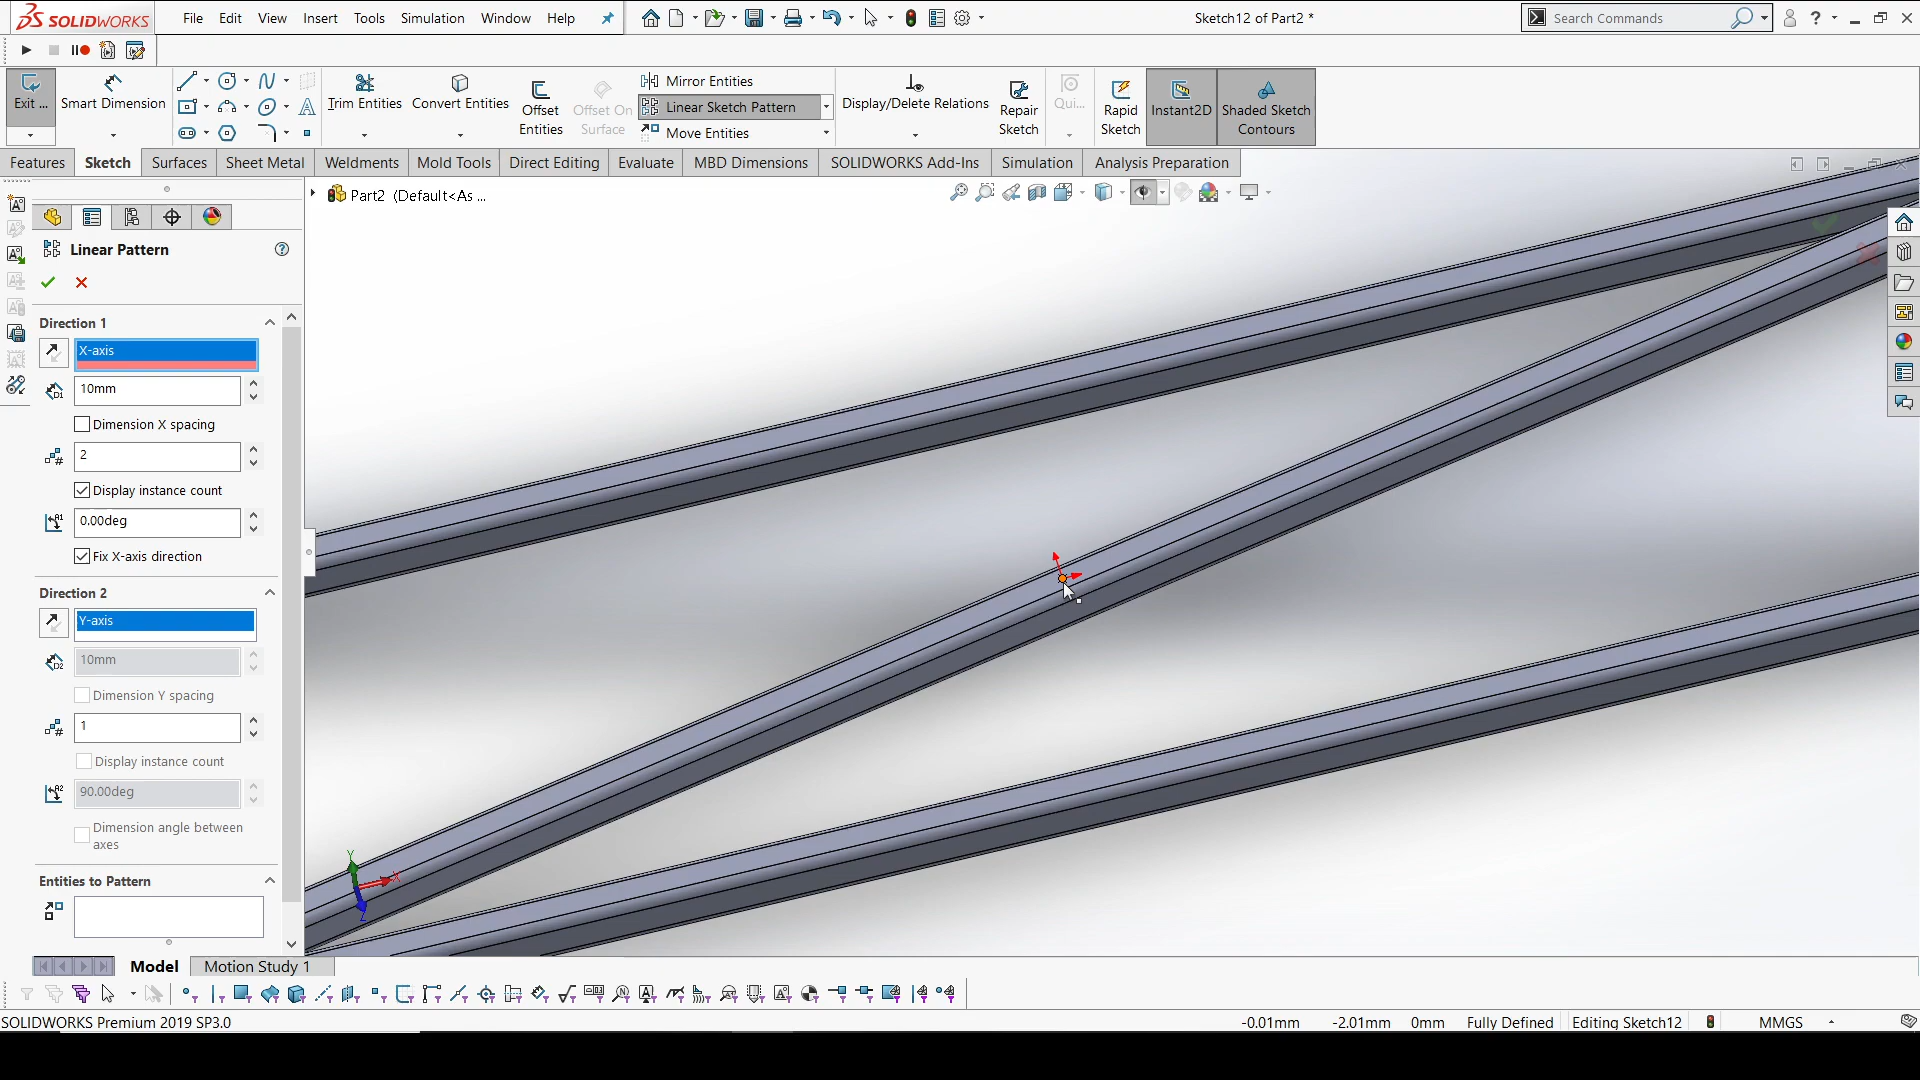 SOLIDWORKS File Edit View Insert Tools Simulation Window Help Sketch12 of Part2 * Search Commands ?
Exit ... Smart Dimension Trim Entities Convert Entities Offset Entities Offset On Surface Mirror Entities Linear Sketch Pattern Move Entities Display/Delete Relations Repair Sketch Qui... Rapid Sketch Instant2D Shaded Sketch Contours
Features Sketch Surfaces Sheet Metal Weldments Mold Tools Direct Editing Evaluate MBD Dimensions SOLIDWORKS Add-Ins Simulation Analysis Preparation
Part2 (Default<As ...
Linear Pattern
Direction 1
X-axis
10mm
Dimension X spacing
2
Display instance count
0.00deg
Fix X-axis direction
Direction 2
Y-axis
10mm
Dimension Y spacing
1
Display instance count
90.00deg
Dimension angle between
axes
Entities to Pattern
Y
X
Z
Model Motion Study 1
SOLIDWORKS Premium 2019 SP3.0 -0.01mm -2.01mm 0mm Fully Defined Editing Sketch12 MMGS